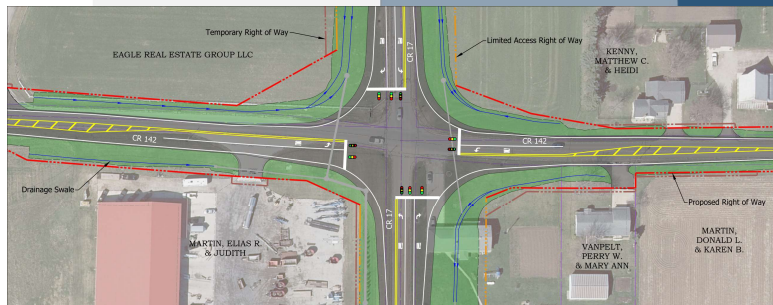 Temporary Right of Way
EAGLE REAL ESTATE GROUP LLC
CR 17
Limited Access Right of Way
KENNY,
MATTHEW C.
& HEIDI
CR 142
CR 142
Drainage Swale
MARTIN, ELIAS R.
& JUDITH
CR 17
VANPELT,
PERRY W.
& MARY ANN
Proposed Right of Way
MARTIN,
DONALD L.
& KAREN B.